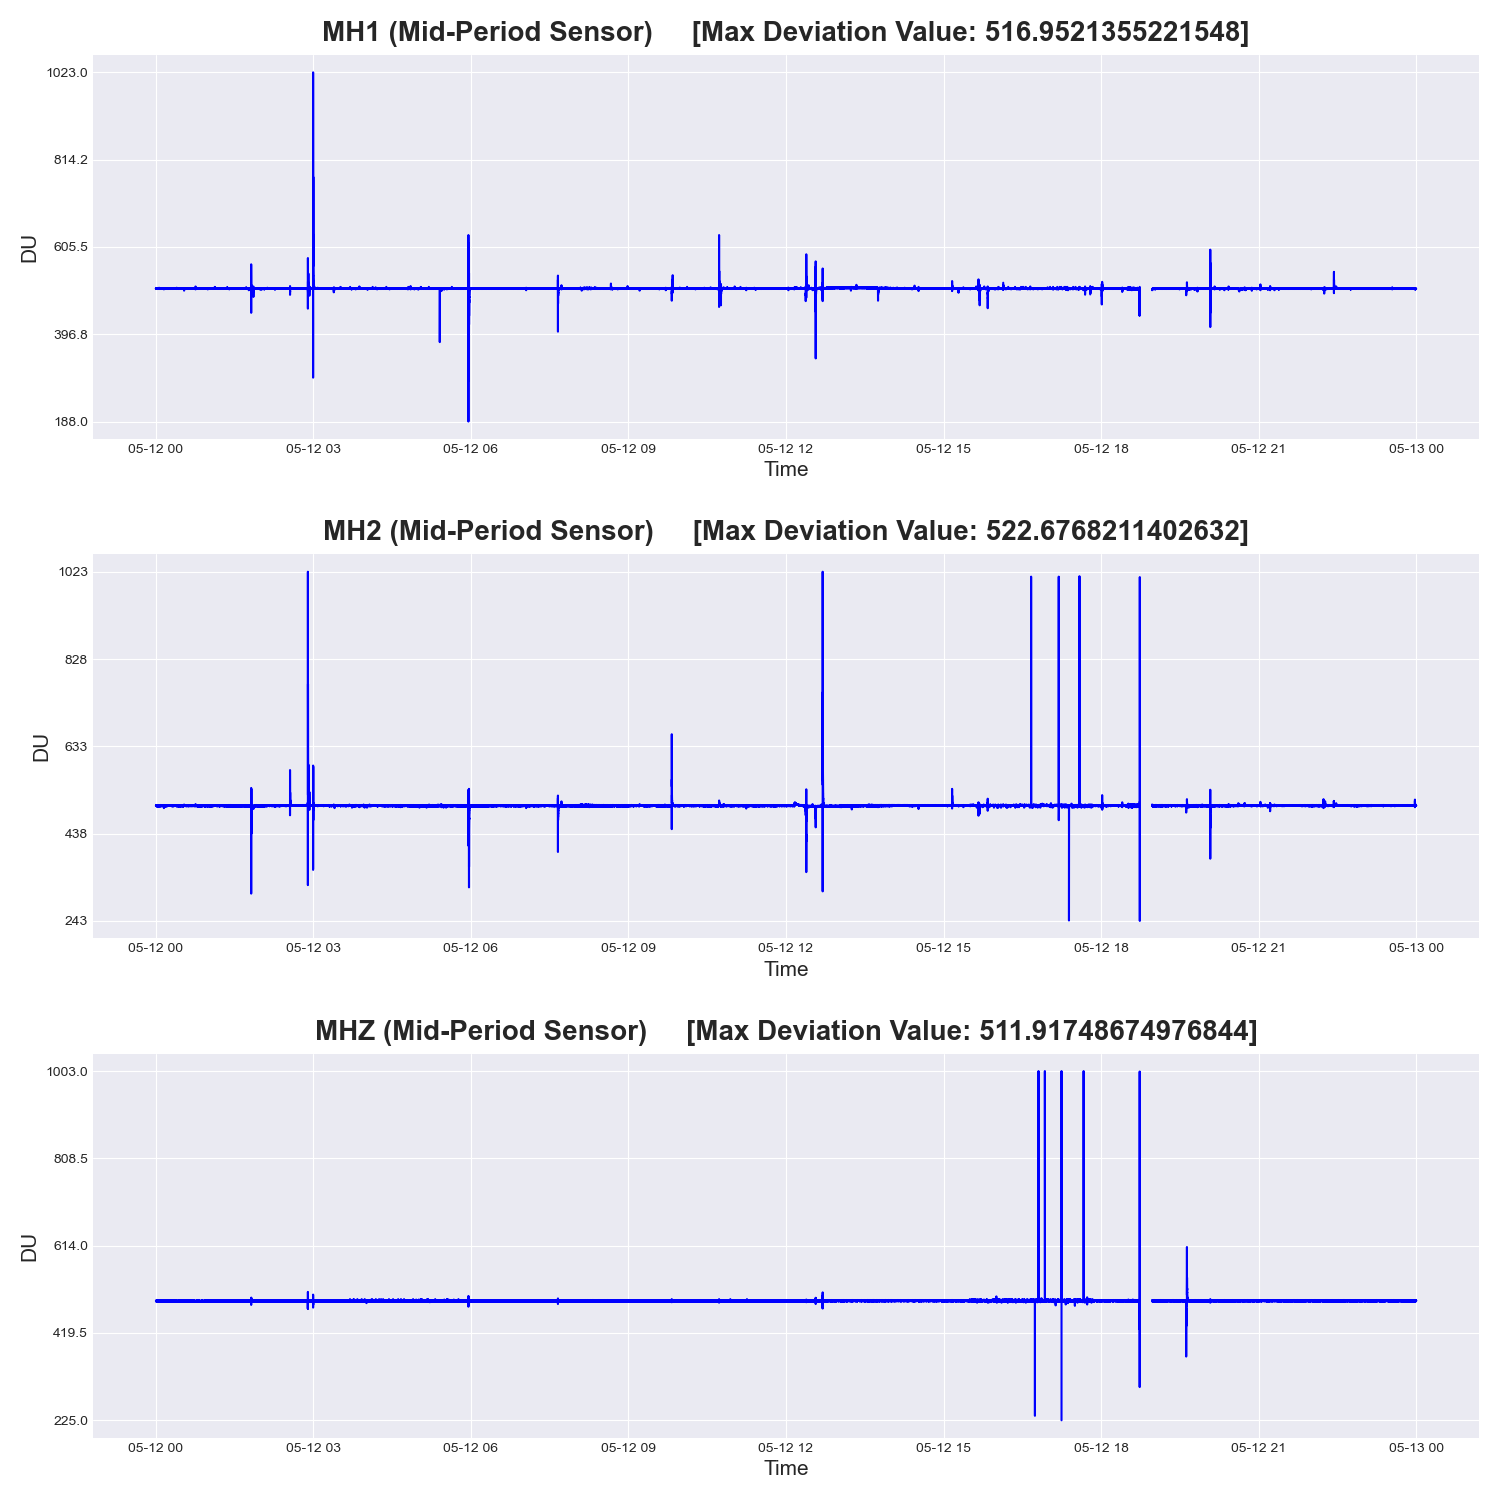 MH1 (Mid-Period Sensor) [Max Deviation Value: 516.9521355221548]
1023.0
814.2
605.5
396.8
188.0
DU
05-12 00 05-12 03 05-12 06 05-12 09 05-12 12 05-12 15 05-12 18 05-12 21 05-13 00
Time
MH2 (Mid-Period Sensor) [Max Deviation Value: 522.6768211402632]
1023
828
633
438
243
DU
05-12 00 05-12 03 05-12 06 05-12 09 05-12 12 05-12 15 05-12 18 05-12 21 05-13 00
Time
MHZ (Mid-Period Sensor) [Max Deviation Value: 511.91748674976844]
1003.0
808.5
614.0
419.5
225.0
DU
05-12 00 05-12 03 05-12 06 05-12 09 05-12 12 05-12 15 05-12 18 05-12 21 05-13 00
Time